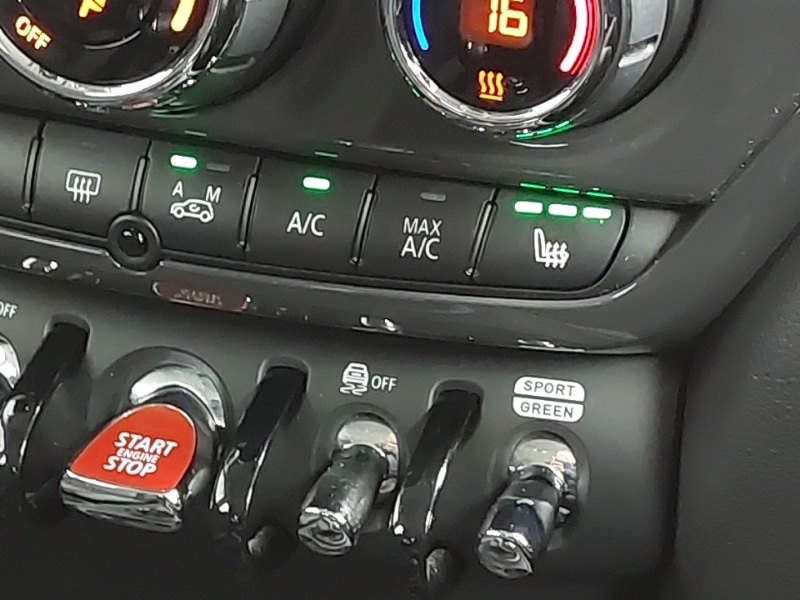 OFF
16
A M
A/C
MAX
A/C
OFF
START
ENGINE
STOP
OFF
SPORT
GREEN